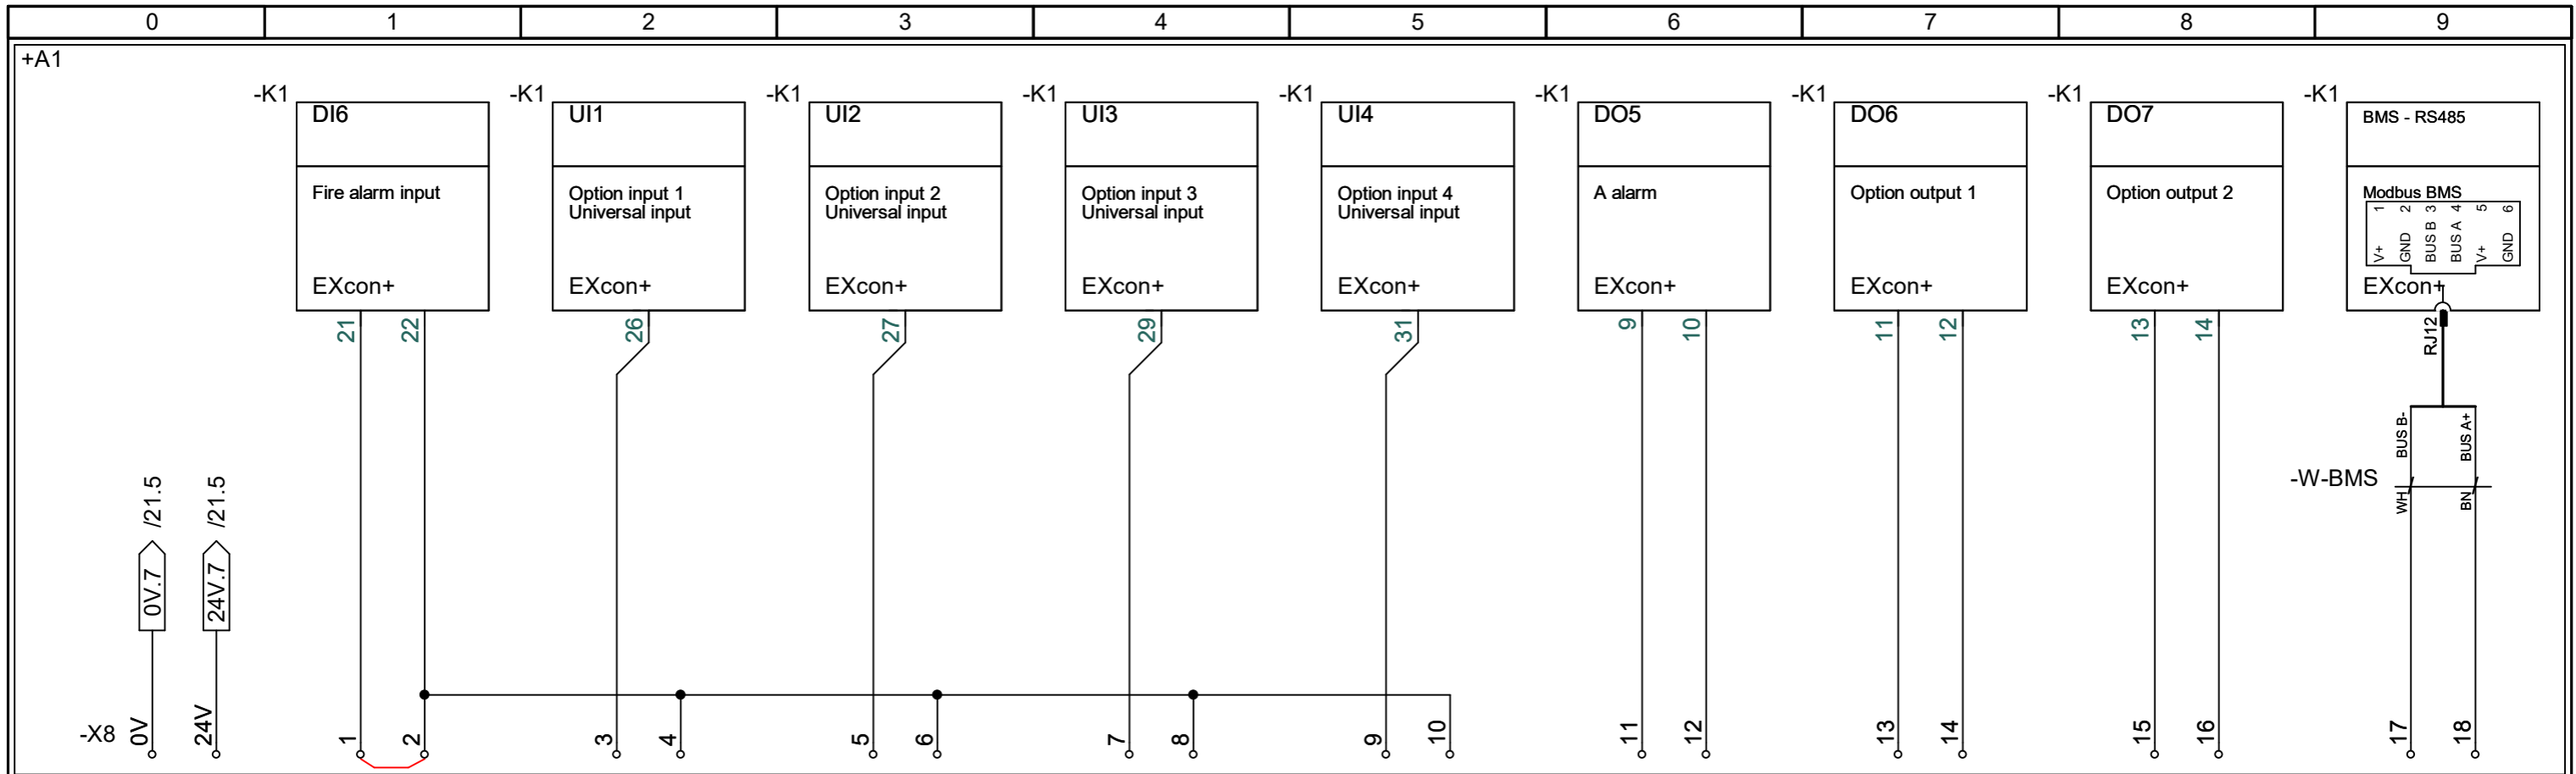 0 1 2 3 4 5 6 7 8 9
+A1
-K1 -K1 -K1 -K1 -K1 -K1 -K1 -K1 -K1
DI6 UI1 UI2 UI3 UI4 DO5 DO6 DO7 BMS - RS485
Fire alarm input
Option input 1
Universal input
Option input 2
Universal input
Option input 3
Universal input
Option input 4
Universal input
A alarm
Option output 1
Option output 2
Modbus BMS
1 2 3 4 5 6
V+ GND BUS B BUS A V+ GND
EXcon+ EXcon+ EXcon+ EXcon+ EXcon+ EXcon+ EXcon+ EXcon+ EXcon+
21 22 26 27 29 31 9 10 11 12 13 14 RJ12
BUS B- BUS A+
-W-BMS
WH BN
/21.5 /21.5
0V.7 24V.7
-X8 0V 24V 1 2 3 4 5 6 7 8 9 10 11 12 13 14 15 16 17 18